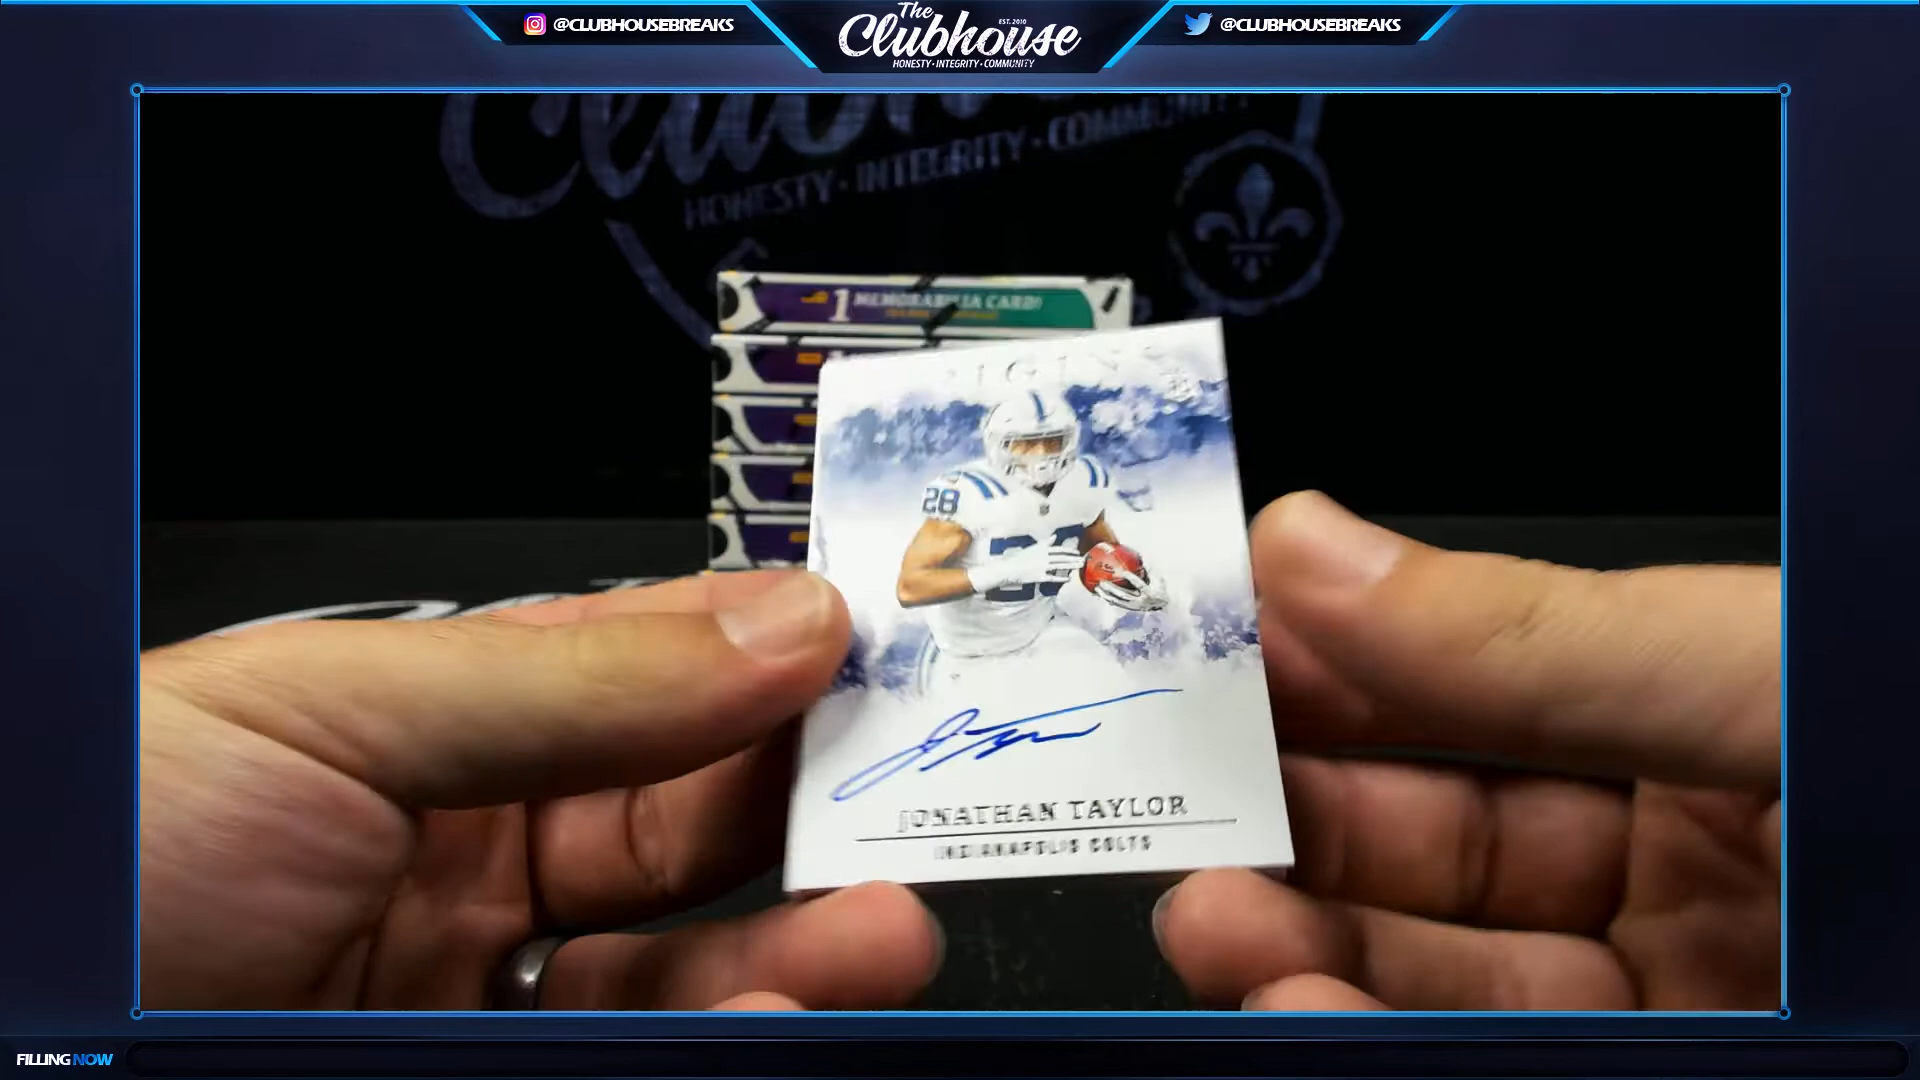 @CLUBHOUSEBREAKS
The
EST. 2010
Clubhouse
HONESTY • INTEGRITY • COMMUNITY
@CLUBHOUSEBREAKS
HONESTY • INTEGRITY • COMMUNITY
1 MEMORABILIA CARD!
28
28
JONATHAN TAYLOR
INDIANAPOLIS COLTS
FILLING NOW